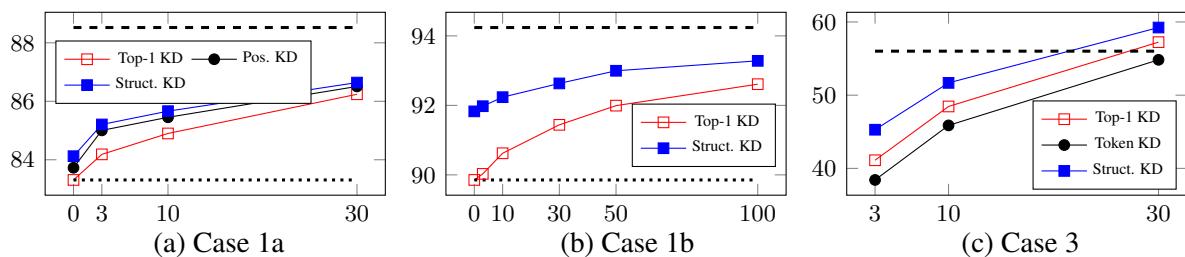 88
86
84
0 3 10 30
Top-1 KD Pos. KD
Struct. KD
(a) Case 1a
94
92
90
0 10 30 50 100
Top-1 KD
Struct. KD
(b) Case 1b
60
50
40
3 10 30
Top-1 KD
Token KD
Struct. KD
(c) Case 3